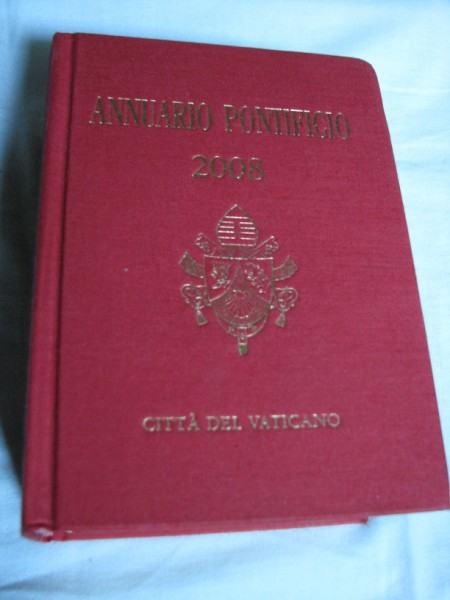 ANNUARIO PONTIFICIO
2008
CITTÀ DEL VATICANO